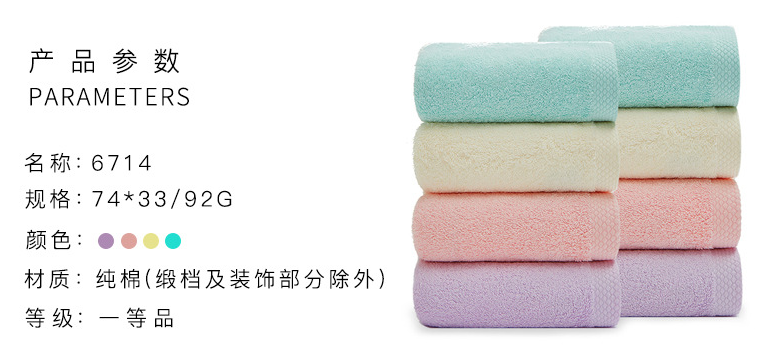 产品参数
PARAMETERS
名称: 6714
规格: 74*33/92G
颜色:
材质: 纯棉(缎档及装饰部分除外)
等级: 一等品